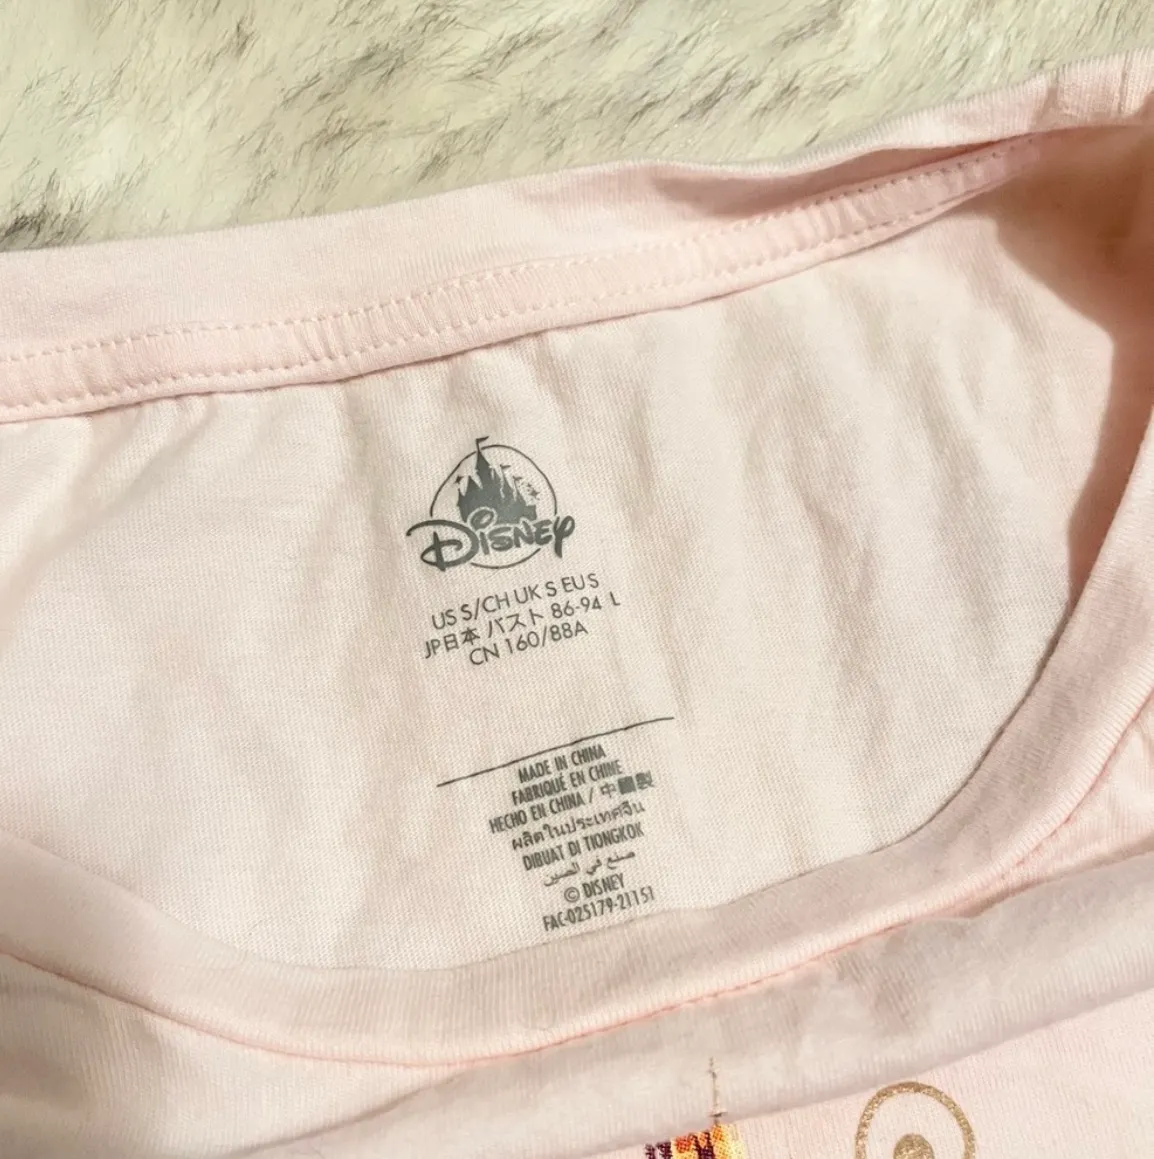 Disney
US S/CH UK S EU S
JP日本 バスト 86-94 L
CN 160/88A
MADE IN CHINA
FABRIQUÉ EN CHINE
HECHO EN CHINA / 中國製
ผลิตในประเทศจีน
DIBUAT DI TIONGKOK
صنع في الصين
© DISNEY
FAC-025179-21151